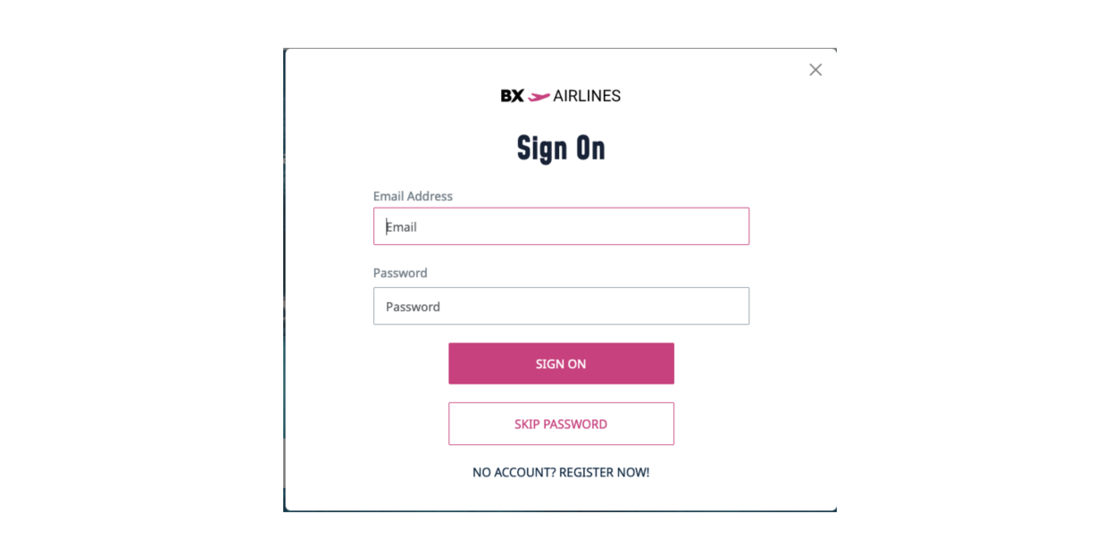 BX AIRLINES
Sign On
Email Address
Email
Password
Password
SIGN ON
SKIP PASSWORD
NO ACCOUNT? REGISTER NOW!